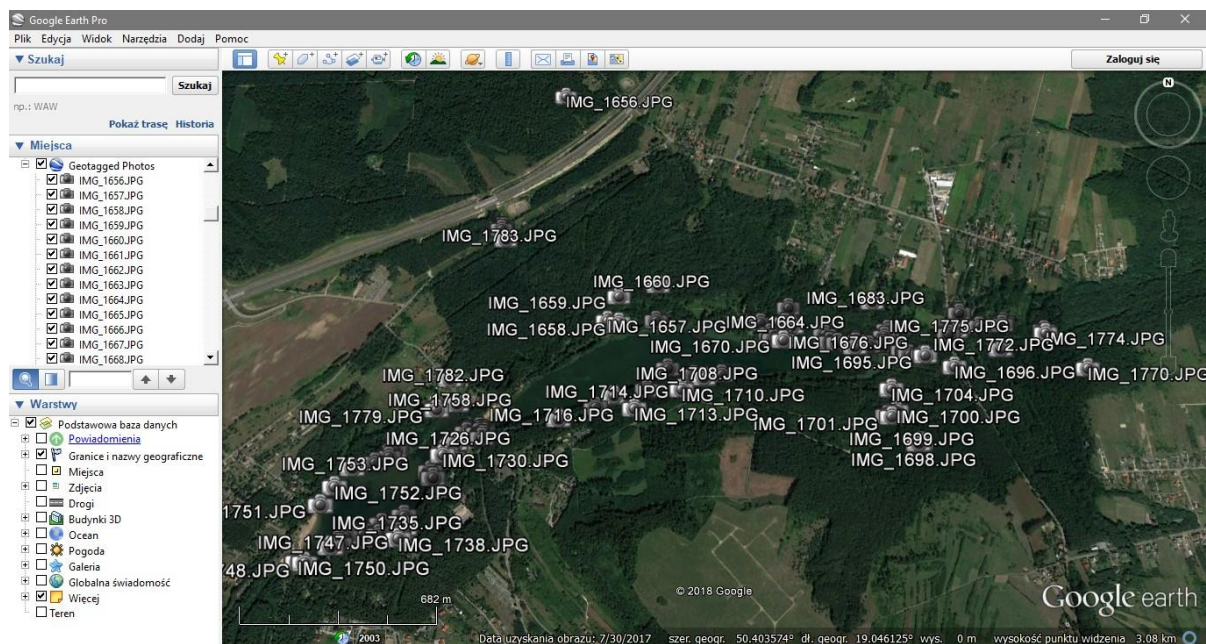 Google Earth Pro
Plik Edycja Widok Narzędzia Dodaj Pomoc
▼ Szukaj
Szukaj
np.: WAW
Pokaż trasę Historia
▼ Miejsca
Geotagged Photos
IMG_1656.JPG
IMG_1657.JPG
IMG_1658.JPG
IMG_1659.JPG
IMG_1660.JPG
IMG_1661.JPG
IMG_1662.JPG
IMG_1663.JPG
IMG_1664.JPG
IMG_1665.JPG
IMG_1666.JPG
IMG_1667.JPG
IMG_1668.JPG
▼ Warstwy
Podstawowa baza danych
Powiadomienia
Granice i nazwy geograficzne
Miejsca
Zdjęcia
Drogi
Budynki 3D
Ocean
Pogoda
Galeria
Globalna świadomość
Więcej
Teren
Zaloguj się
N
IMG_1656.JPG
IMG_1783.JPG
IMG_1660.JPG
IMG_1659.JPG IMG_1683.JPG
IMG_1658.JPG IMG_1657.JPG IMG_1664.JPG IMG_1775.JPG
IMG_1670.JPG IMG_1676.JPG IMG_1772.JPG IMG_1774.JPG
IMG_1695.JPG IMG_1696.JPG IMG_1770.JPG
IMG_1782.JPG IMG_1708.JPG
IMG_1758.JPG IMG_1714.JPG IMG_1710.JPG IMG_1704.JPG
IMG_1779.JPG IMG_1716.JPG IMG_1713.JPG IMG_1701.JPG IMG_1700.JPG
IMG_1726.JPG IMG_1699.JPG
IMG_1753.JPG IMG_1730.JPG IMG_1698.JPG
IMG_1752.JPG
1751.JPG
IMG_1735.JPG
IMG_1747.JPG IMG_1738.JPG
48.JPG IMG_1750.JPG
© 2018 Google
Google earth
682 m
2003
Data uzyskania obrazu: 7/30/2017 szer. geogr. 50.403574° dł. geogr. 19.046125° wys. 0 m wysokość punktu widzenia 3.08 km